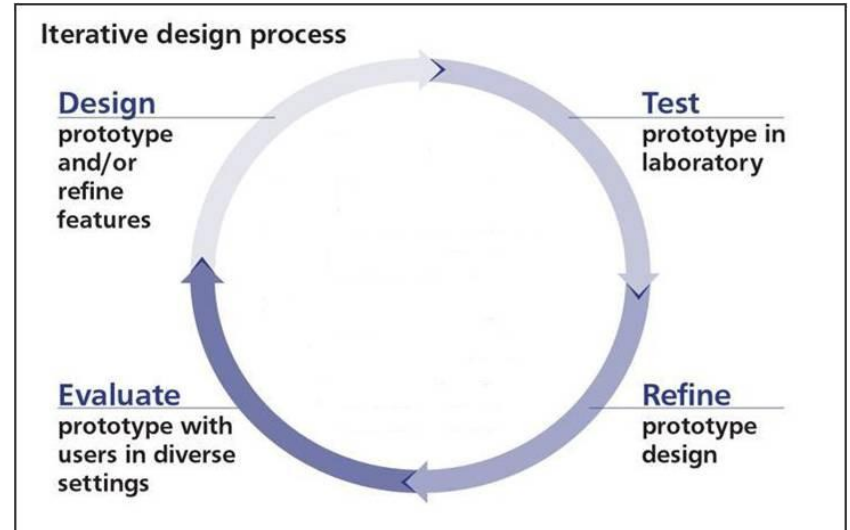 Iterative design process
Design
prototype
and/or
refine
features
Test
prototype in
laboratory
Evaluate
prototype with
users in diverse
settings
Refine
prototype
design